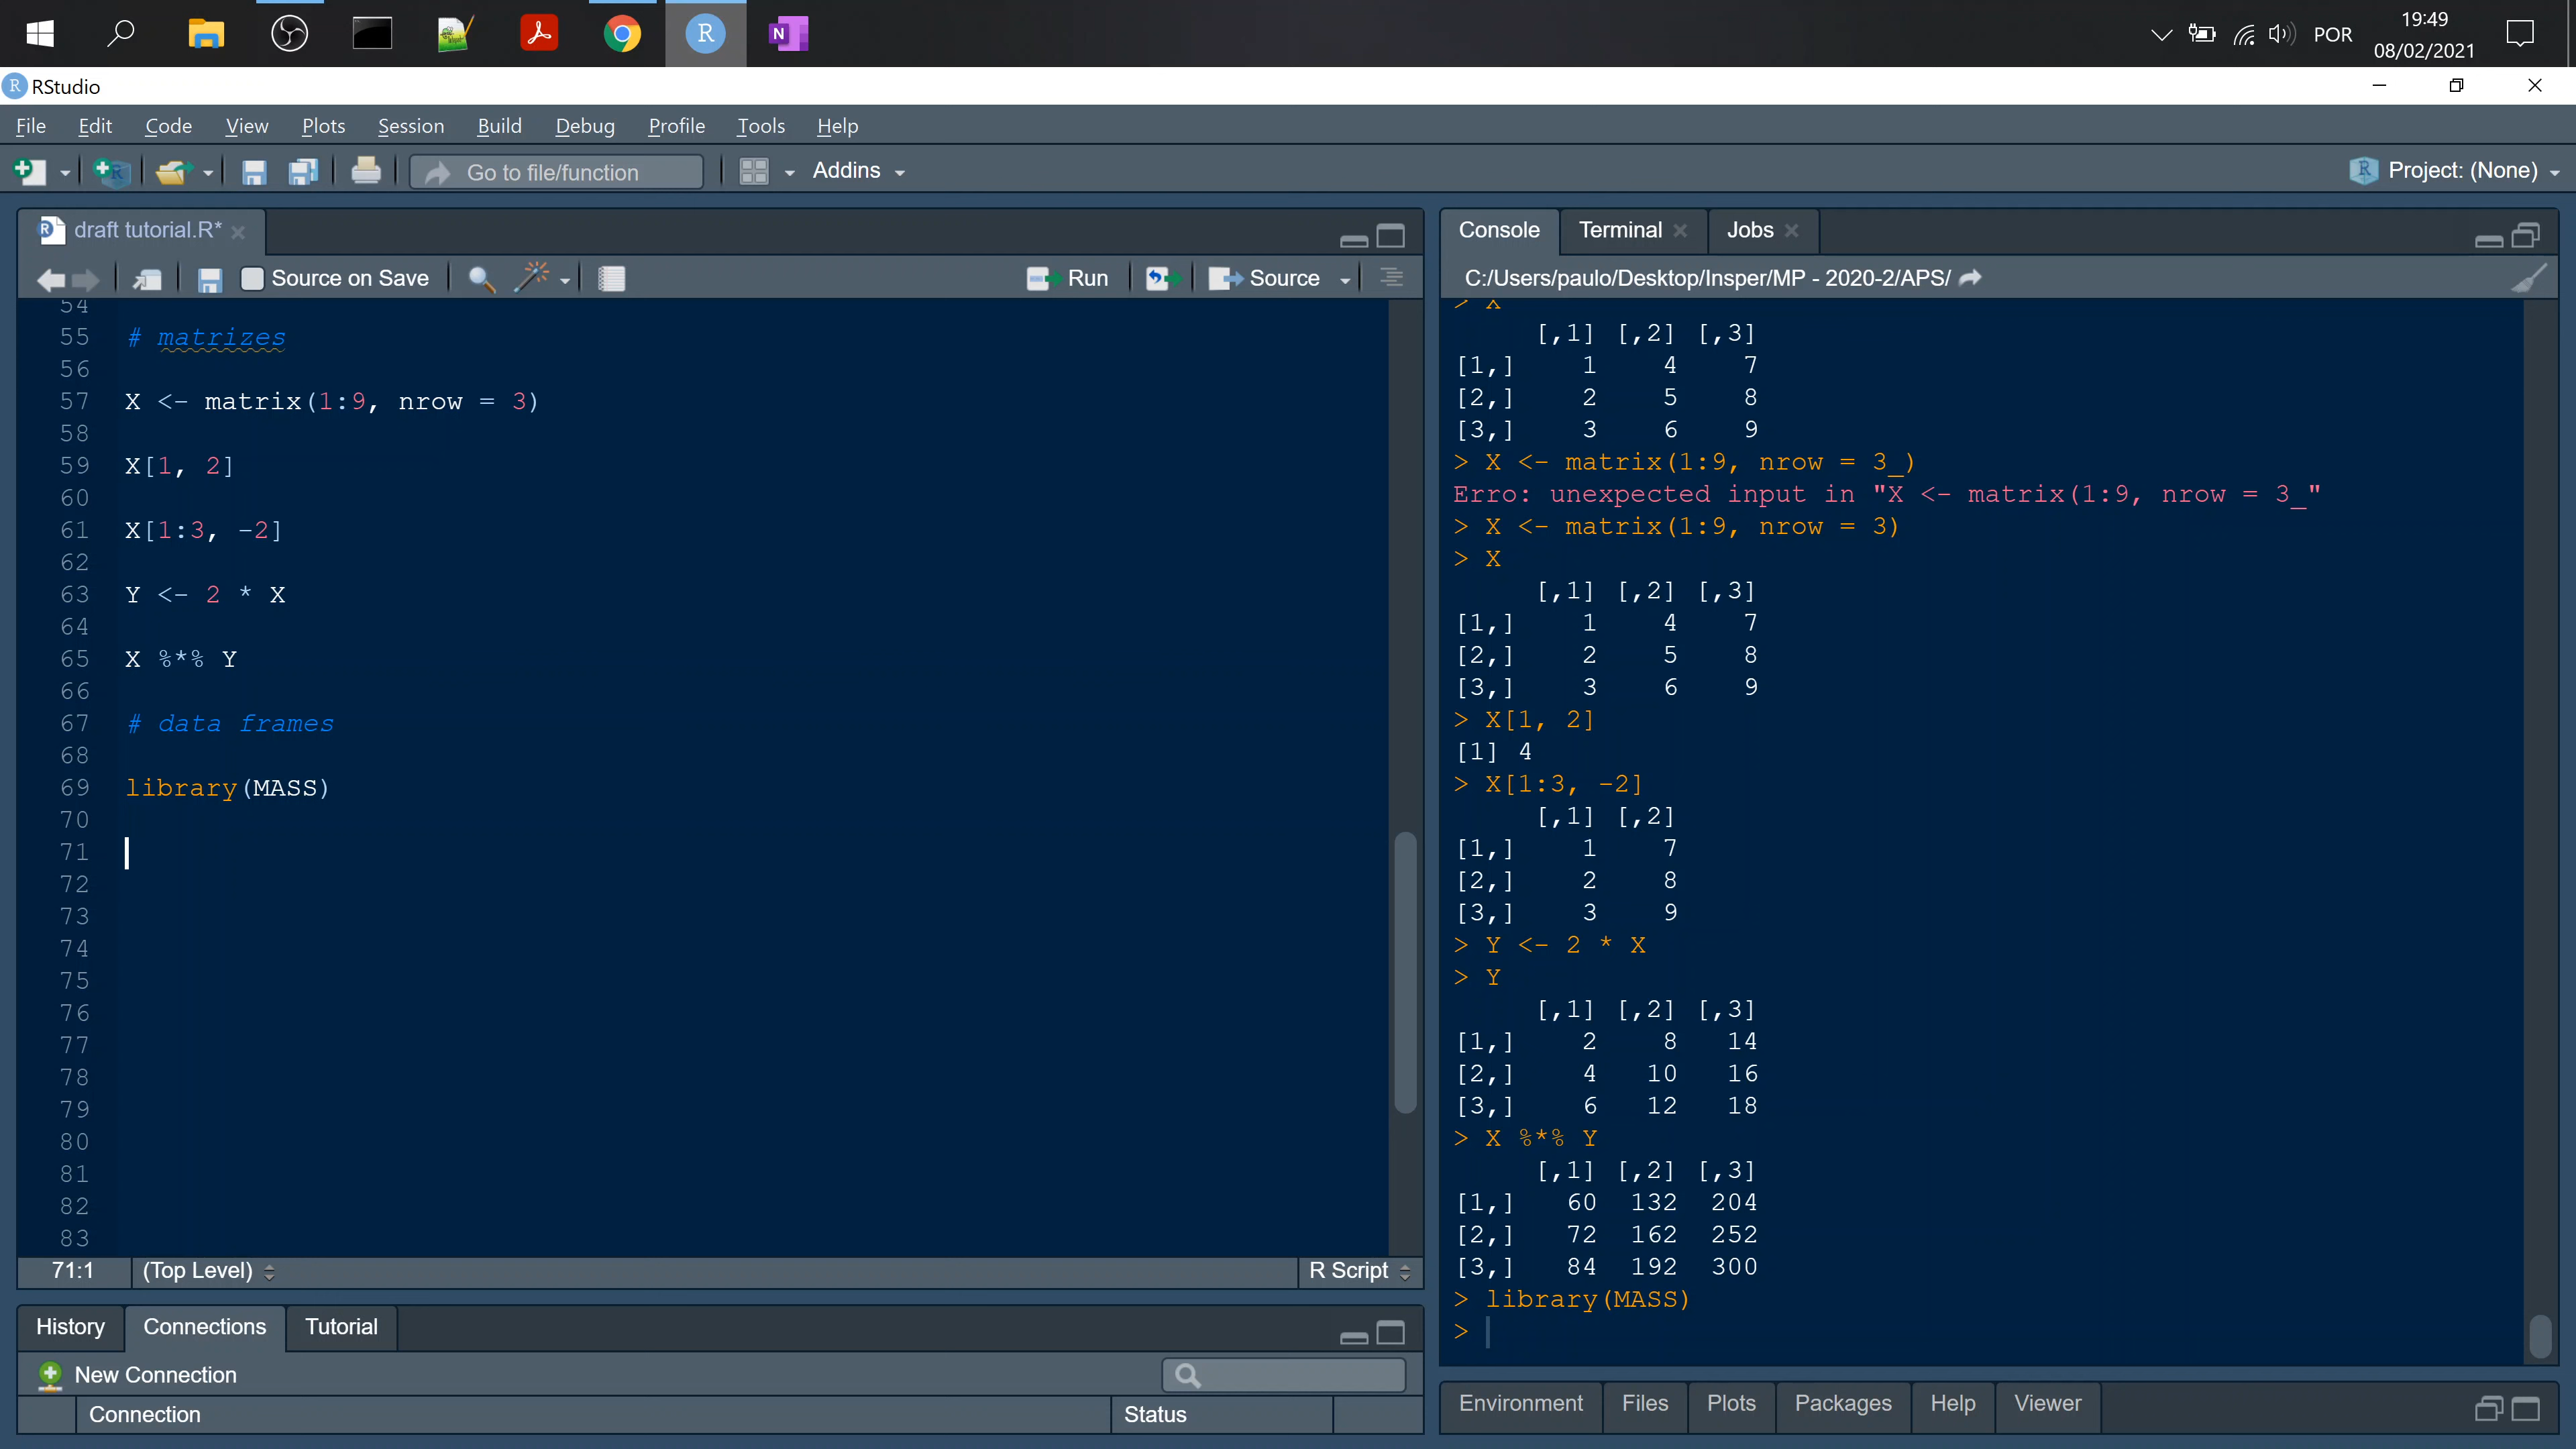 19:49
POR
08/02/2021
RStudio
File Edit Code View Plots Session Build Debug Profile Tools Help
Go to file/function Addins Project: (None)
draft tutorial.R*
Source on Save Run Source
54
55 # matrizes
56
57 X <- matrix(1:9, nrow = 3)
58
59 X[1, 2]
60
61 X[1:3, -2]
62
63 Y <- 2 * X
64
65 X %*% Y
66
67 # data frames
68
69 library(MASS)
70
71
72
73
74
75
76
77
78
79
80
81
82
83
71:1 (Top Level) R Script
History Connections Tutorial
New Connection
Connection Status
Console Terminal Jobs
C:/Users/paulo/Desktop/Insper/MP - 2020-2/APS/
> X
[,1] [,2] [,3]
[1,] 1 4 7
[2,] 2 5 8
[3,] 3 6 9
> X <- matrix(1:9, nrow = 3_)
Erro: unexpected input in "X <- matrix(1:9, nrow = 3_"
> X <- matrix(1:9, nrow = 3)
> X
[,1] [,2] [,3]
[1,] 1 4 7
[2,] 2 5 8
[3,] 3 6 9
> X[1, 2]
[1] 4
> X[1:3, -2]
[,1] [,2]
[1,] 1 7
[2,] 2 8
[3,] 3 9
> Y <- 2 * X
> Y
[,1] [,2] [,3]
[1,] 2 8 14
[2,] 4 10 16
[3,] 6 12 18
> X %*% Y
[,1] [,2] [,3]
[1,] 60 132 204
[2,] 72 162 252
[3,] 84 192 300
> library(MASS)
>
Environment Files Plots Packages Help Viewer